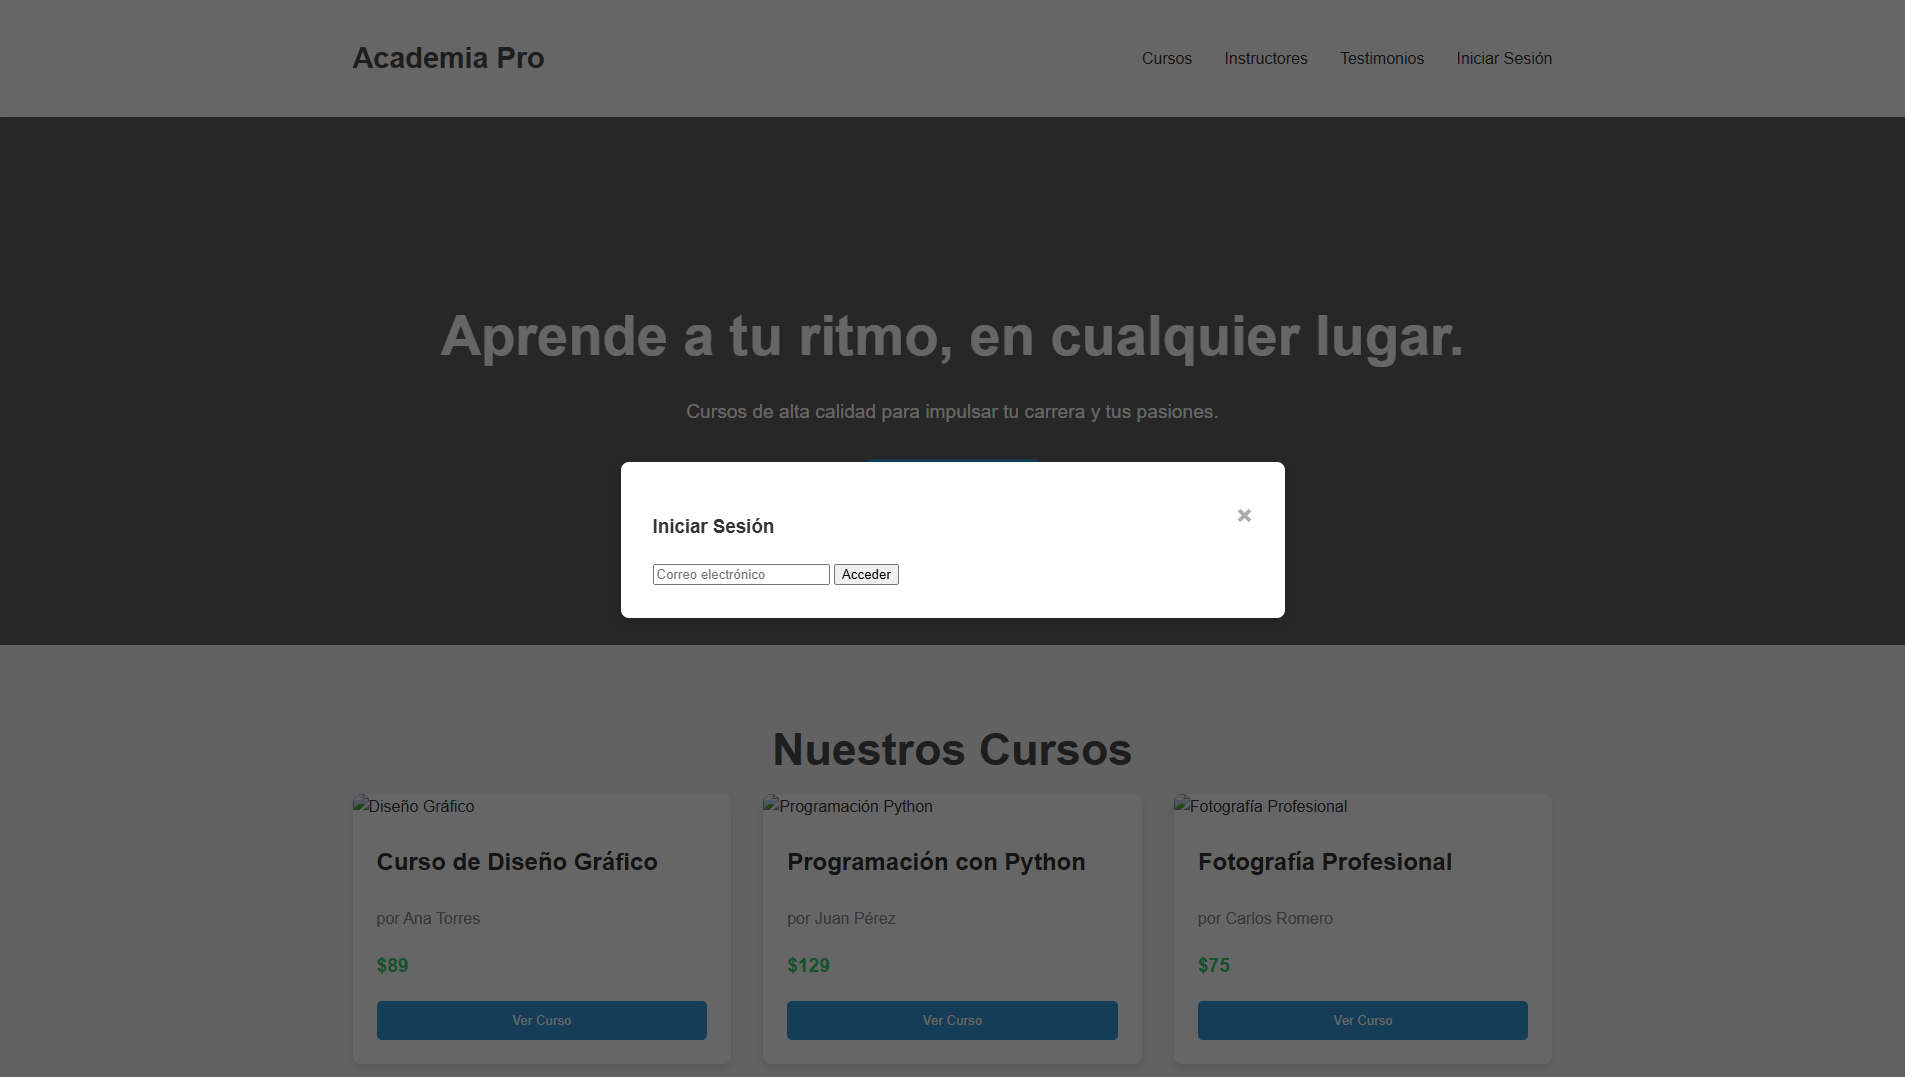 Academia Pro
Cursos Instructores Testimonios Iniciar Sesión
Aprende a tu ritmo, en cualquier lugar.
Cursos de alta calidad para impulsar tu carrera y tus pasiones.
Iniciar Sesión ×
Correo electrónico Acceder
Nuestros Cursos
Diseño Gráfico
Curso de Diseño Gráfico
por Ana Torres
$89
Ver Curso
Programación Python
Programación con Python
por Juan Pérez
$129
Ver Curso
Fotografía Profesional
Fotografía Profesional
por Carlos Romero
$75
Ver Curso